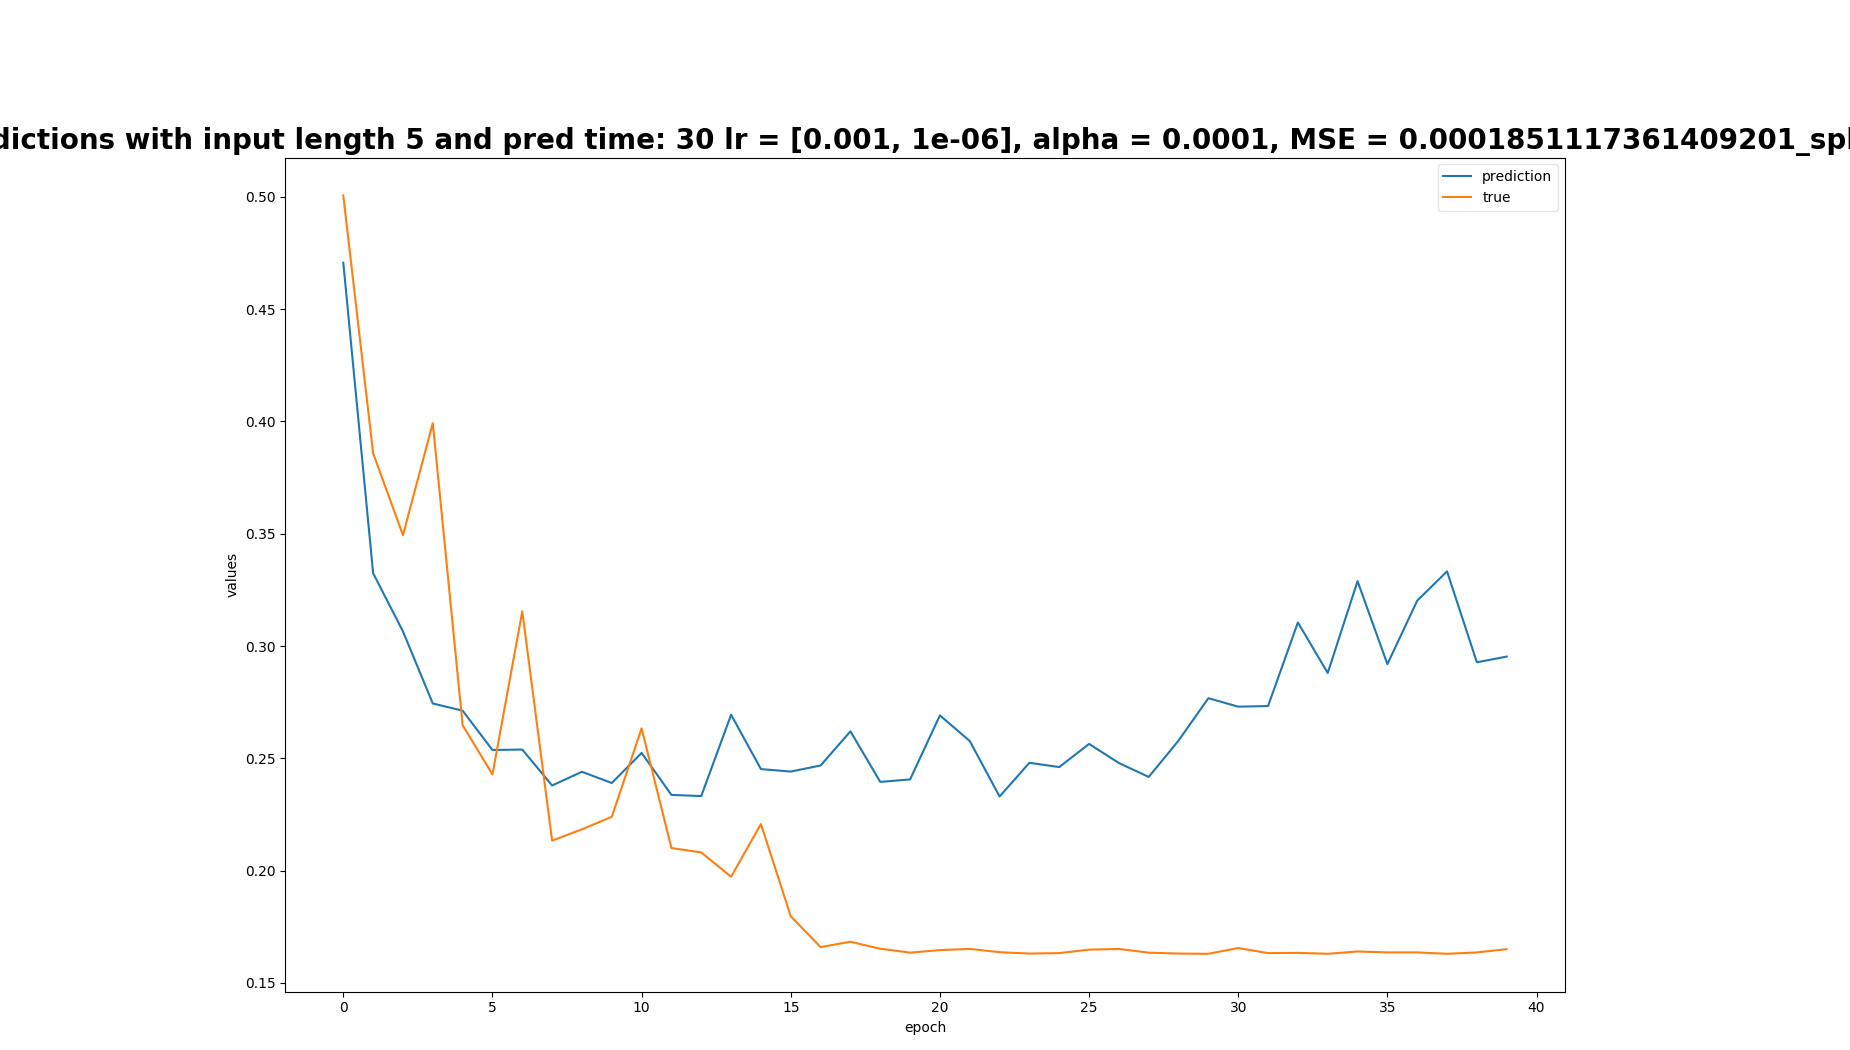 dictions with input length 5 and pred time: 30 lr = [0.001, 1e-06], alpha = 0.0001, MSE = 0.0001851117361409201_spl
prediction
true
0.50
0.45
0.40
0.35
0.30
0.25
0.20
0.15
values
0 5 10 15 20 25 30 35 40
epoch